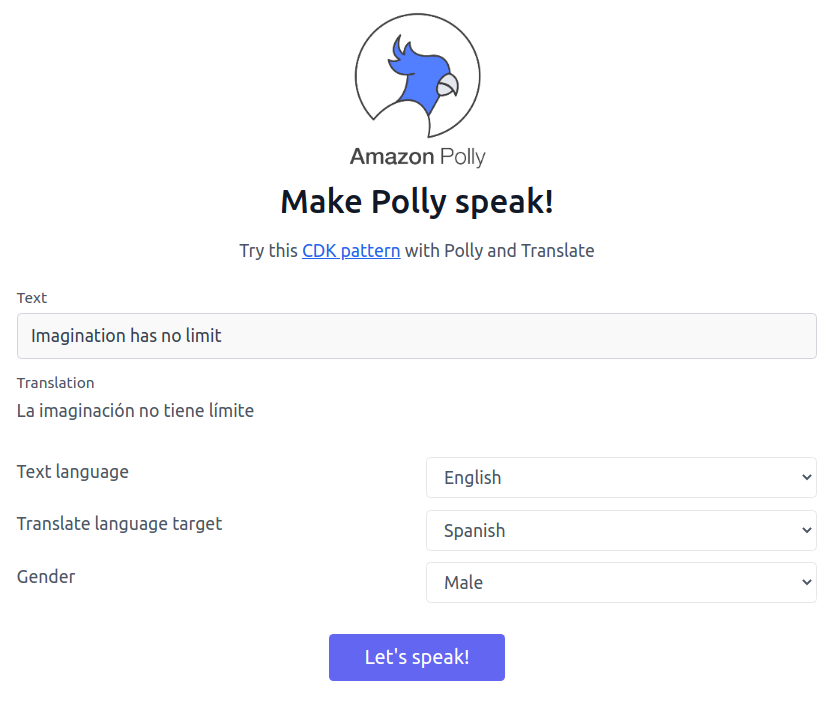 Amazon Polly
Make Polly speak!
Try this CDK pattern with Polly and Translate
Text
Imagination has no limit
Translation
La imaginación no tiene límite
Text language
English
Translate language target
Spanish
Gender
Male
Let's speak!